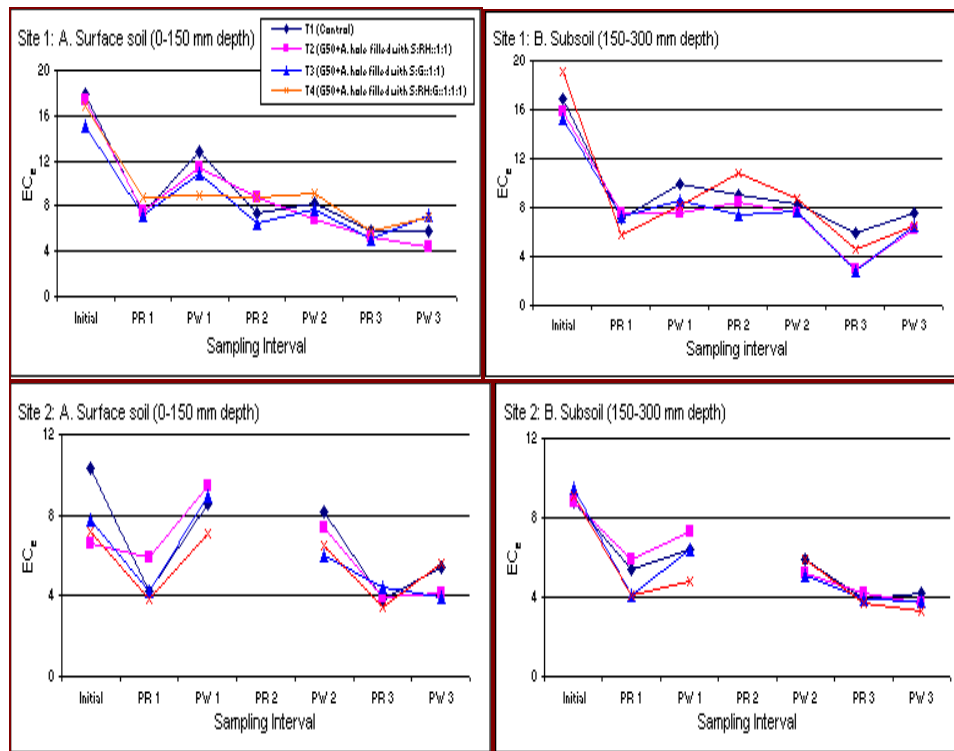 Site 1: A. Surface soil (0-150 mm depth)
T1 (Control)
T2 (G50+A. hole filled with S:RH::1:1)
T3 (G50+A. hole filled with S:G::1:1)
T4 (G50+A. hole filled with S:RH:G::1:1:1)
20
16
12
8
4
0
ECe
Initial PR 1 PW 1 PR 2 PW 2 PR 3 PW 3
Sampling Interval
Site 1: B. Subsoil (150-300 mm depth)
20
16
12
8
4
0
ECe
Initial PR 1 PW 1 PR 2 PW 2 PR 3 PW 3
Sampling interval
Site 2: A. Surface soil (0-150 mm depth)
12
8
4
0
ECe
Initial PR 1 PW 1 PR 2 PW 2 PR 3 PW 3
Sampling Interval
Site 2: B. Subsoil (150-300 mm depth)
12
8
4
0
ECe
Initial PR 1 PW 1 PR 2 PW 2 PR 3 PW 3
Sampling Interval